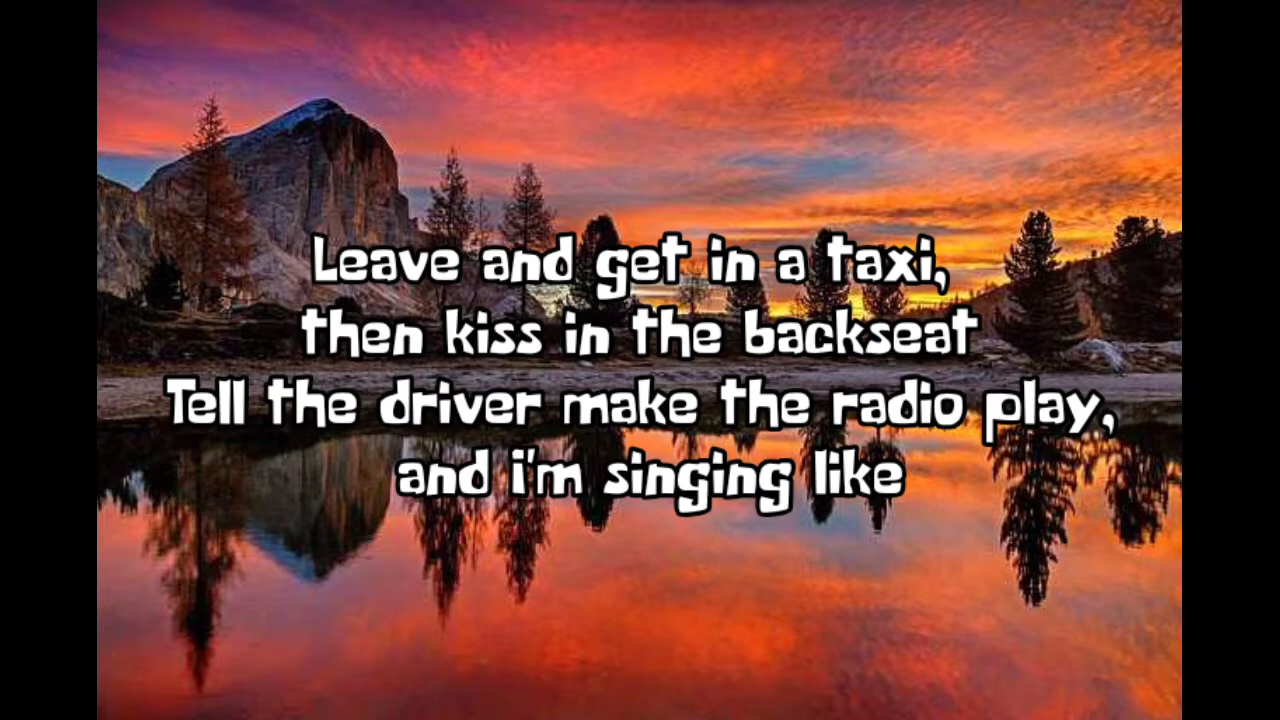 Leave and get in a taxi,
then kiss in the backseat
Tell the driver make the radio play,
and i'm singing like